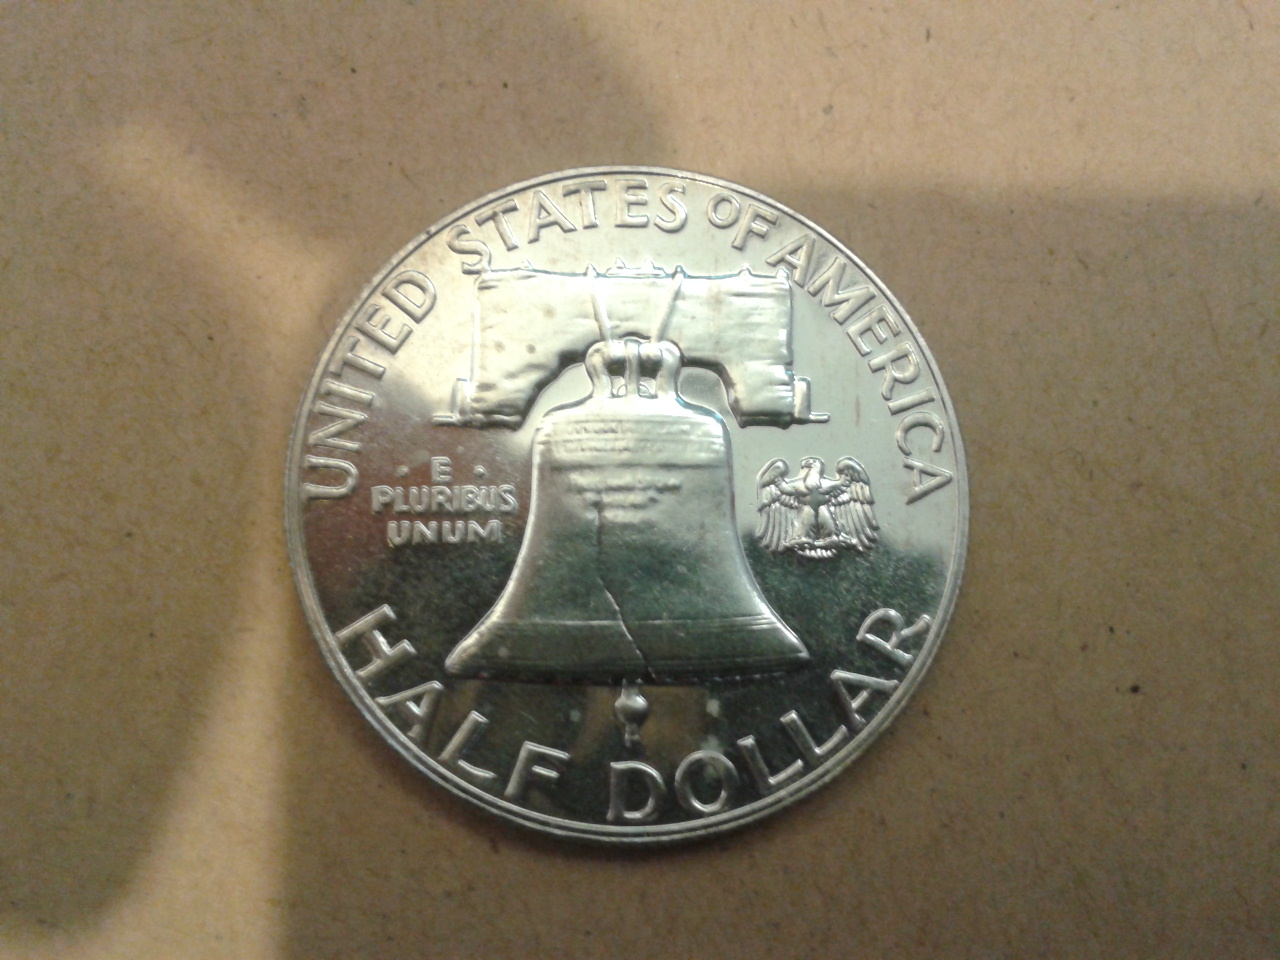 UNITED STATES OF AMERICA
· E ·
PLURIBUS
UNUM
HALF DOLLAR